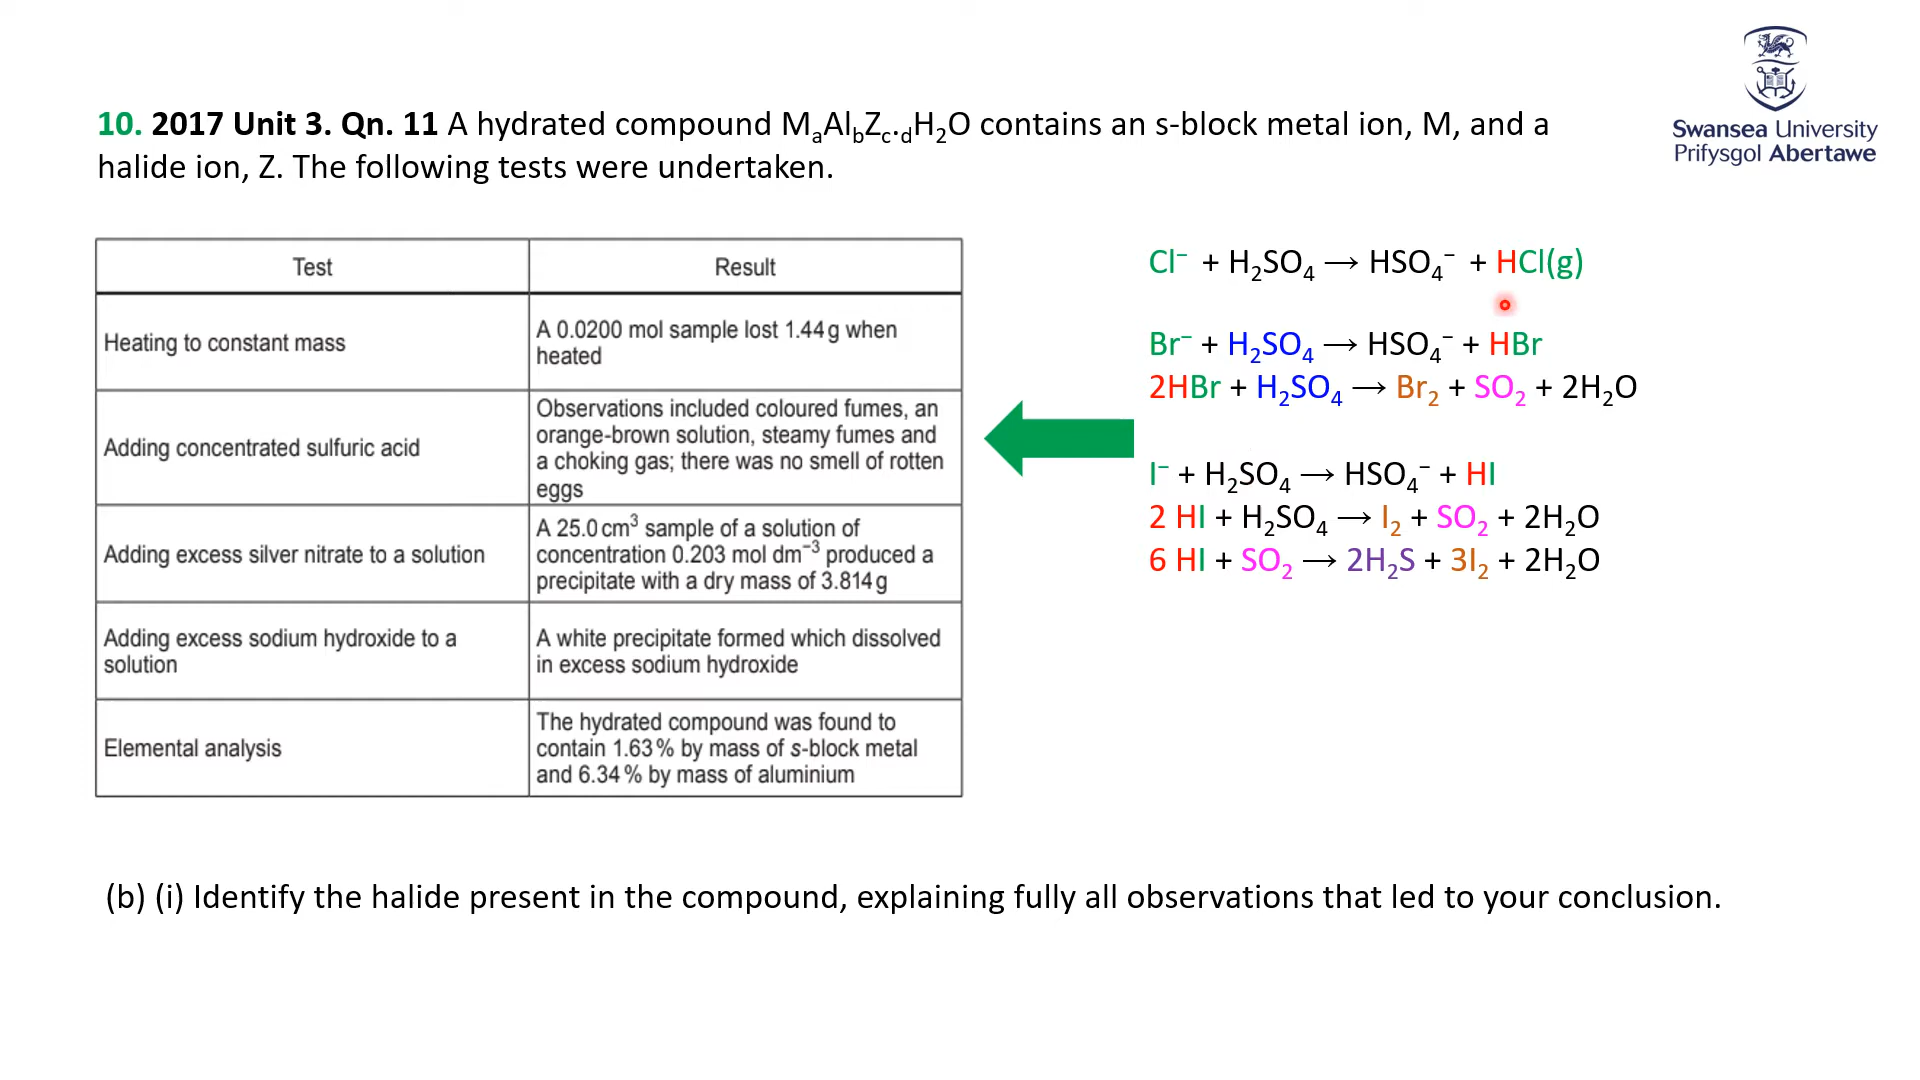 Swansea University
Prifysgol Abertawe
10. 2017 Unit 3. Qn. 11 A hydrated compound MₐAl_bZ_c._dH₂O contains an s-block metal ion, M, and a
halide ion, Z. The following tests were undertaken.
Test
Result
Heating to constant mass
A 0.0200 mol sample lost 1.44 g when
heated
Adding concentrated sulfuric acid
Observations included coloured fumes, an
orange-brown solution, steamy fumes and
a choking gas; there was no smell of rotten
eggs
Adding excess silver nitrate to a solution
A 25.0 cm³ sample of a solution of
concentration 0.203 mol dm⁻³ produced a
precipitate with a dry mass of 3.814 g
Adding excess sodium hydroxide to a
solution
A white precipitate formed which dissolved
in excess sodium hydroxide
Elemental analysis
The hydrated compound was found to
contain 1.63 % by mass of s-block metal
and 6.34 % by mass of aluminium
Cl⁻ + H₂SO₄ → HSO₄⁻ + HCl(g)
Br⁻ + H₂SO₄ → HSO₄⁻ + HBr
2HBr + H₂SO₄ → Br₂ + SO₂ + 2H₂O
I⁻ + H₂SO₄ → HSO₄⁻ + HI
2 HI + H₂SO₄ → I₂ + SO₂ + 2H₂O
6 HI + SO₂ → 2H₂S + 3I₂ + 2H₂O
(b) (i) Identify the halide present in the compound, explaining fully all observations that led to your conclusion.